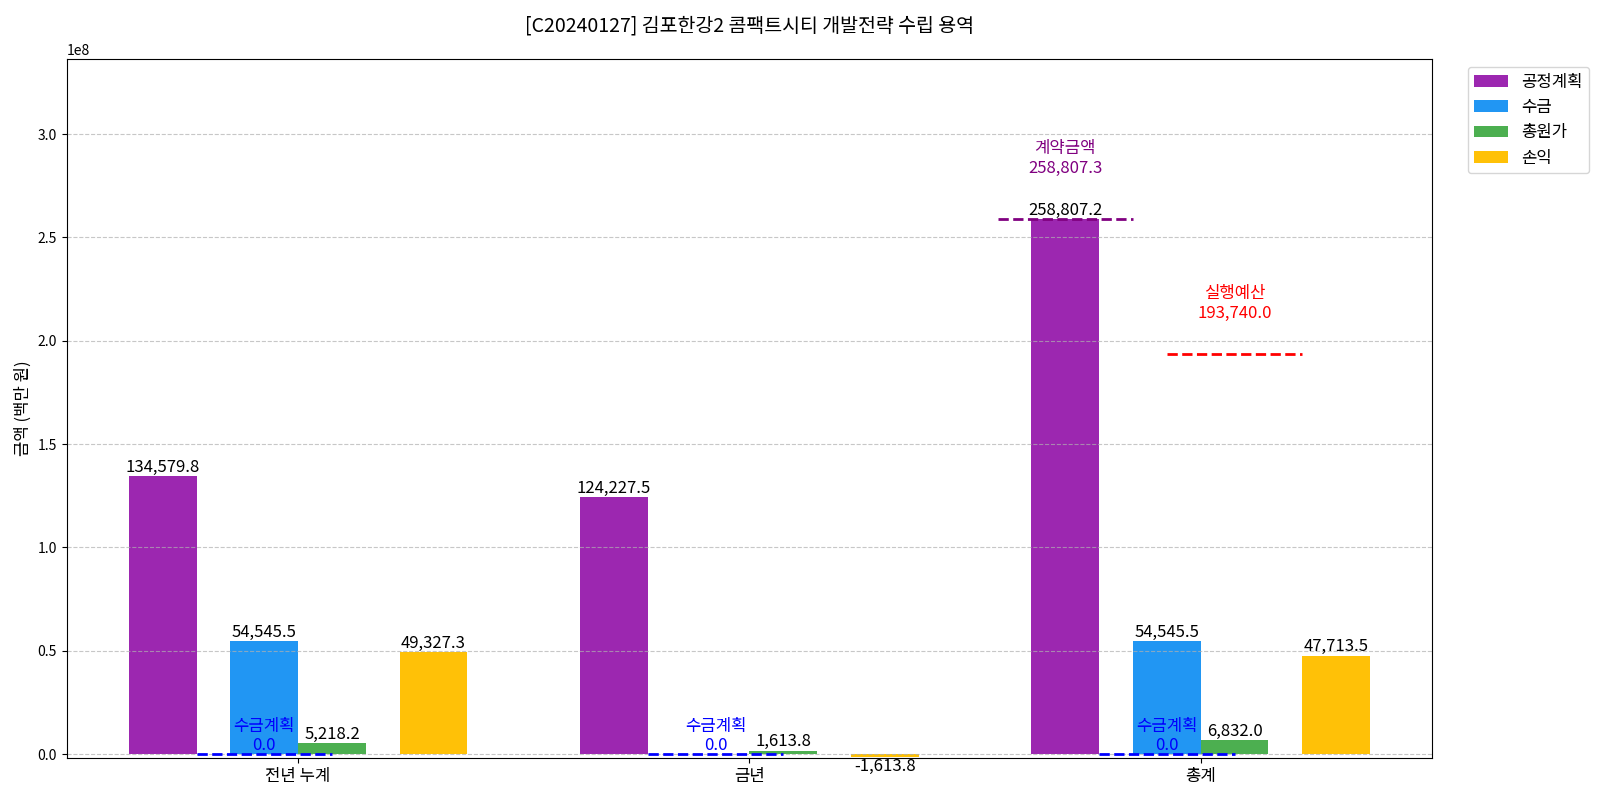 [C20240127] 김포한강2 콤팩트시티 개발전략 수립 용역
1e8
공정계획
수금
총원가
손익
금액 (백만 원)
3.0
2.5
2.0
1.5
1.0
0.5
0.0
계약금액
258,807.3
258,807.2
실행예산
193,740.0
134,579.8
124,227.5
54,545.5
49,327.3
54,545.5
47,713.5
수금계획
0.0
5,218.2
수금계획
0.0
1,613.8
-1,613.8
수금계획
0.0
6,832.0
전년 누계
금년
총계